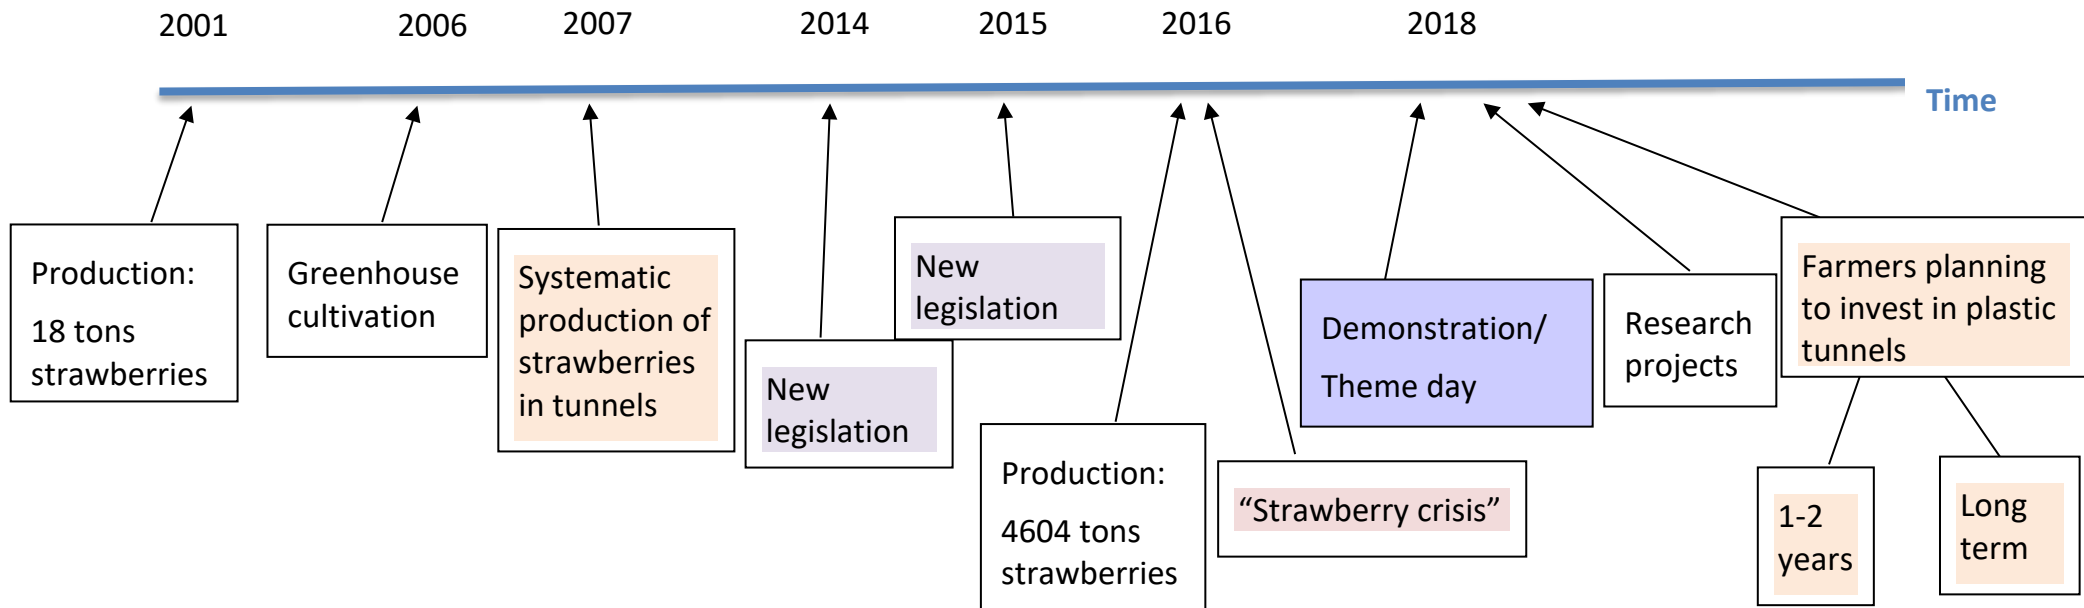 2001 2006 2007 2014 2015 2016 2018
Time
Production:
18 tons
strawberries
Greenhouse
cultivation
Systematic
production of
strawberries
in tunnels
New
legislation
New
legislation
Production:
4604 tons
strawberries
“Strawberry crisis”
Demonstration/
Theme day
Research
projects
Farmers planning
to invest in plastic
tunnels
1-2
years
Long
term